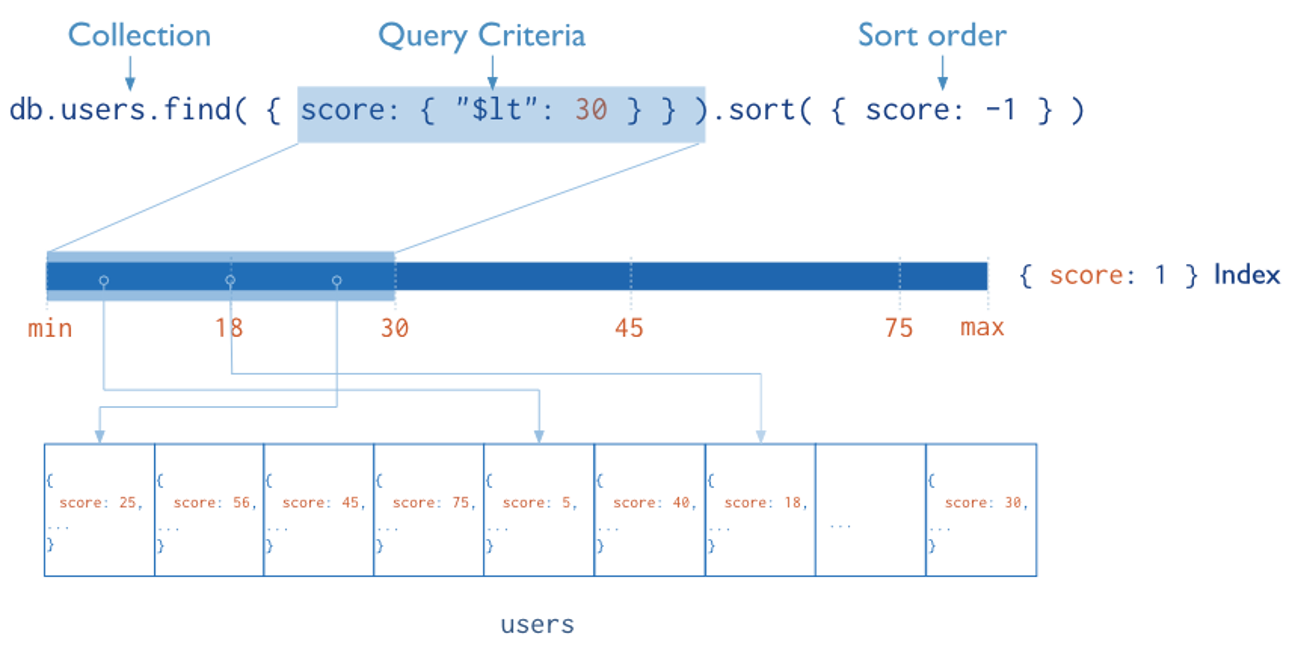 Collection Query Criteria Sort order
db.users.find( { score: { "$lt": 30 } } ).sort( { score: -1 } )
{ score: 1 } Index
min 18 30 45 75 max
{ { { { { { { {
score: 25, score: 56, score: 45, score: 75, score: 5, score: 40, score: 18, score: 30,
... ... ... ... ... ... ... ... ...
} } } } } } } }
users